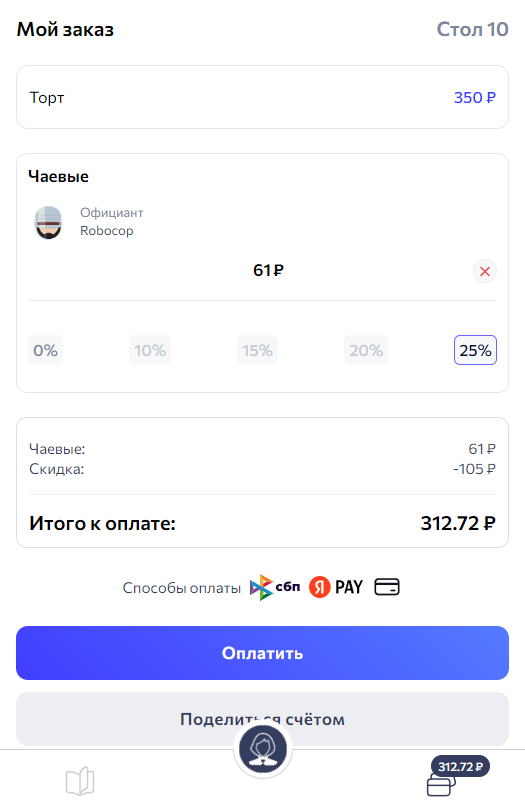 Мой заказ Стол 10
Торт 350 ₽
Чаевые
Официант
Robocop
61 ₽
0% 10% 15% 20% 25%
Чаевые: 61 ₽
Скидка: -105 ₽
Итого к оплате: 312.72 ₽
Способы оплаты сбп Я PAY
Оплатить
Поделиться счётом
312.72 ₽